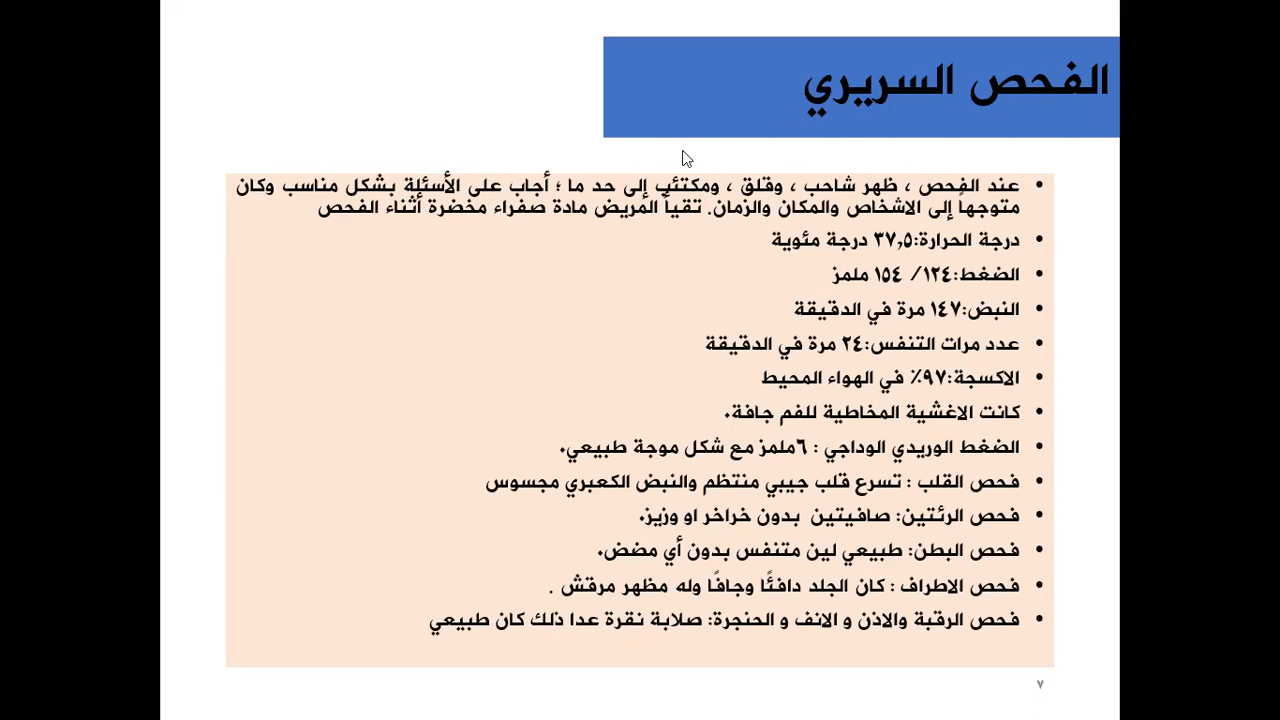 الفحص السريري
• عند الفحص ، ظهر شاحب ، وقلق ، ومكتئب إلى حد ما ؛ أجاب على الأسئلة بشكل مناسب وكان
متوجهاً إلى الاشخاص والمكان والزمان. تقيأ المريض مادة صفراء مخضرة أثناء الفحص
• درجة الحرارة:٣٧,٥ درجة مئوية
• الضغط:١٢٤/ ١٥٤ ملمز
• النبض:١٤٧ مرة في الدقيقة
• عدد مرات التنفس:٢٤ مرة في الدقيقة
• الاكسجة:٩٧٪ في الهواء المحيط
• كانت الاغشية المخاطية للفم جافة.
• الضغط الوريدي الوداجي : ٦ملمز مع شكل موجة طبيعي.
• فحص القلب : تسرع قلب جيبي منتظم والنبض الكعبري مجسوس
• فحص الرئتين: صافيتين بدون خراخر او وزيز.
• فحص البطن: طبيعي لين متنفس بدون أي مضض.
• فحص الاطراف : كان الجلد دافئًا وجافًا وله مظهر مرقش .
• فحص الرقبة والاذن و الانف و الحنجرة: صلابة نقرة عدا ذلك كان طبيعي
٧